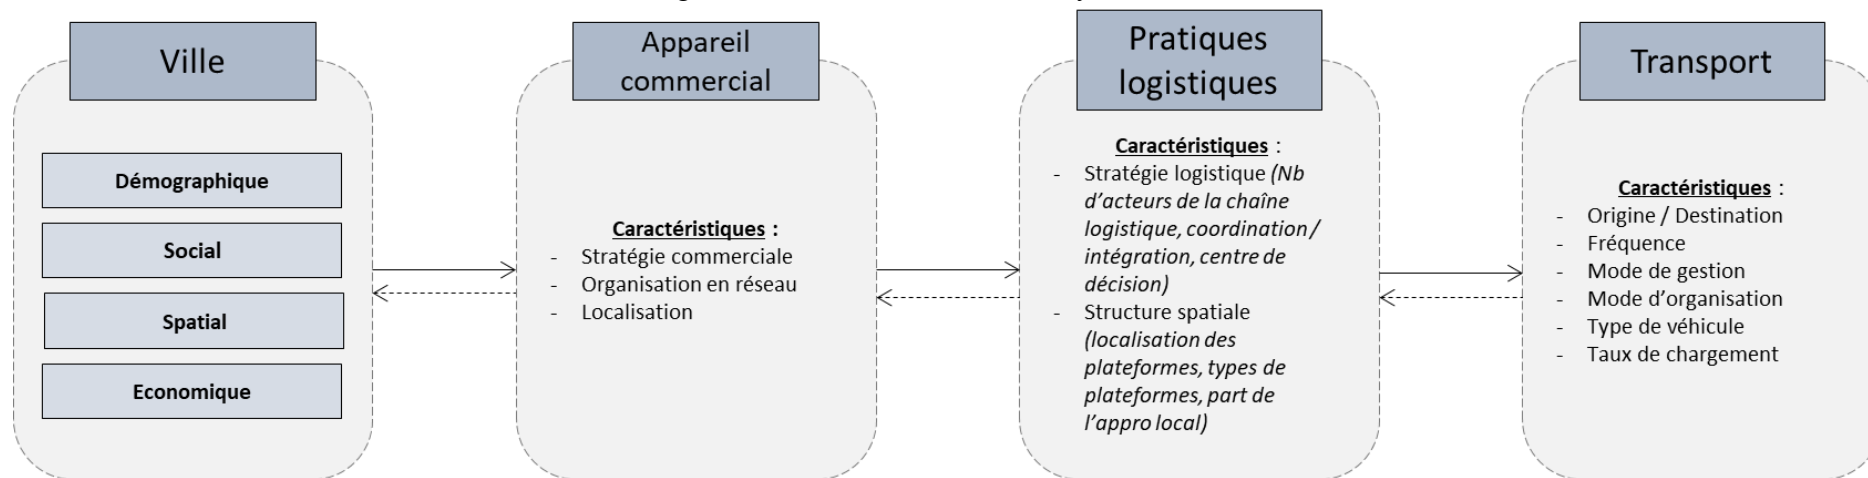 Ville
Démographique
Social
Spatial
Economique
Appareil
commercial
Caractéristiques :
- Stratégie commerciale
- Organisation en réseau
- Localisation
Pratiques
logistiques
Caractéristiques :
- Stratégie logistique (Nb
d’acteurs de la chaîne
logistique, coordination /
intégration, centre de
décision)
- Structure spatiale
(localisation des
plateformes, types de
plateformes, part de
l’appro local)
Transport
Caractéristiques :
- Origine / Destination
- Fréquence
- Mode de gestion
- Mode d’organisation
- Type de véhicule
- Taux de chargement